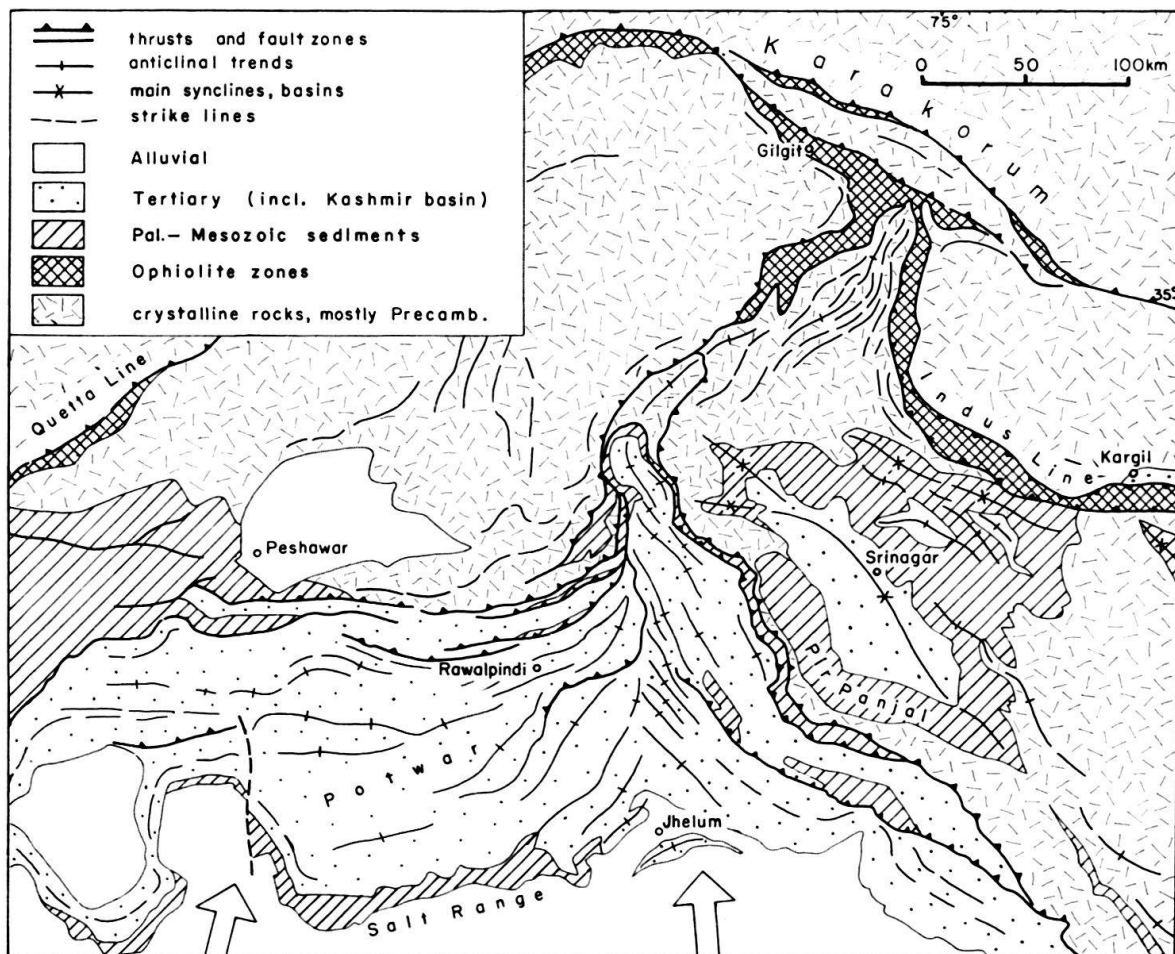 thrusts and fault zones
anticlinal trends
main synclines, basins
strike lines
Alluvial
Tertiary (incl. Kashmir basin)
Pal.– Mesozoic sediments
Ophiolite zones
crystalline rocks, mostly Precamb.
75°
0 50 100km
Karakorum
Gilgit
35°
Quetta Line
Indus Line
Kargil
Peshawar
Srinagar
Rawalpindi
Pir Panjal
Potwar
Jhelum
Salt Range